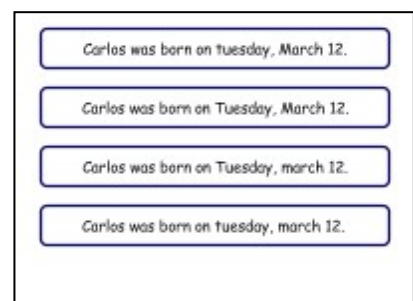 Carlos was born on tuesday, March 12.
Carlos was born on Tuesday, March 12.
Carlos was born on Tuesday, march 12.
Carlos was born on tuesday, march 12.